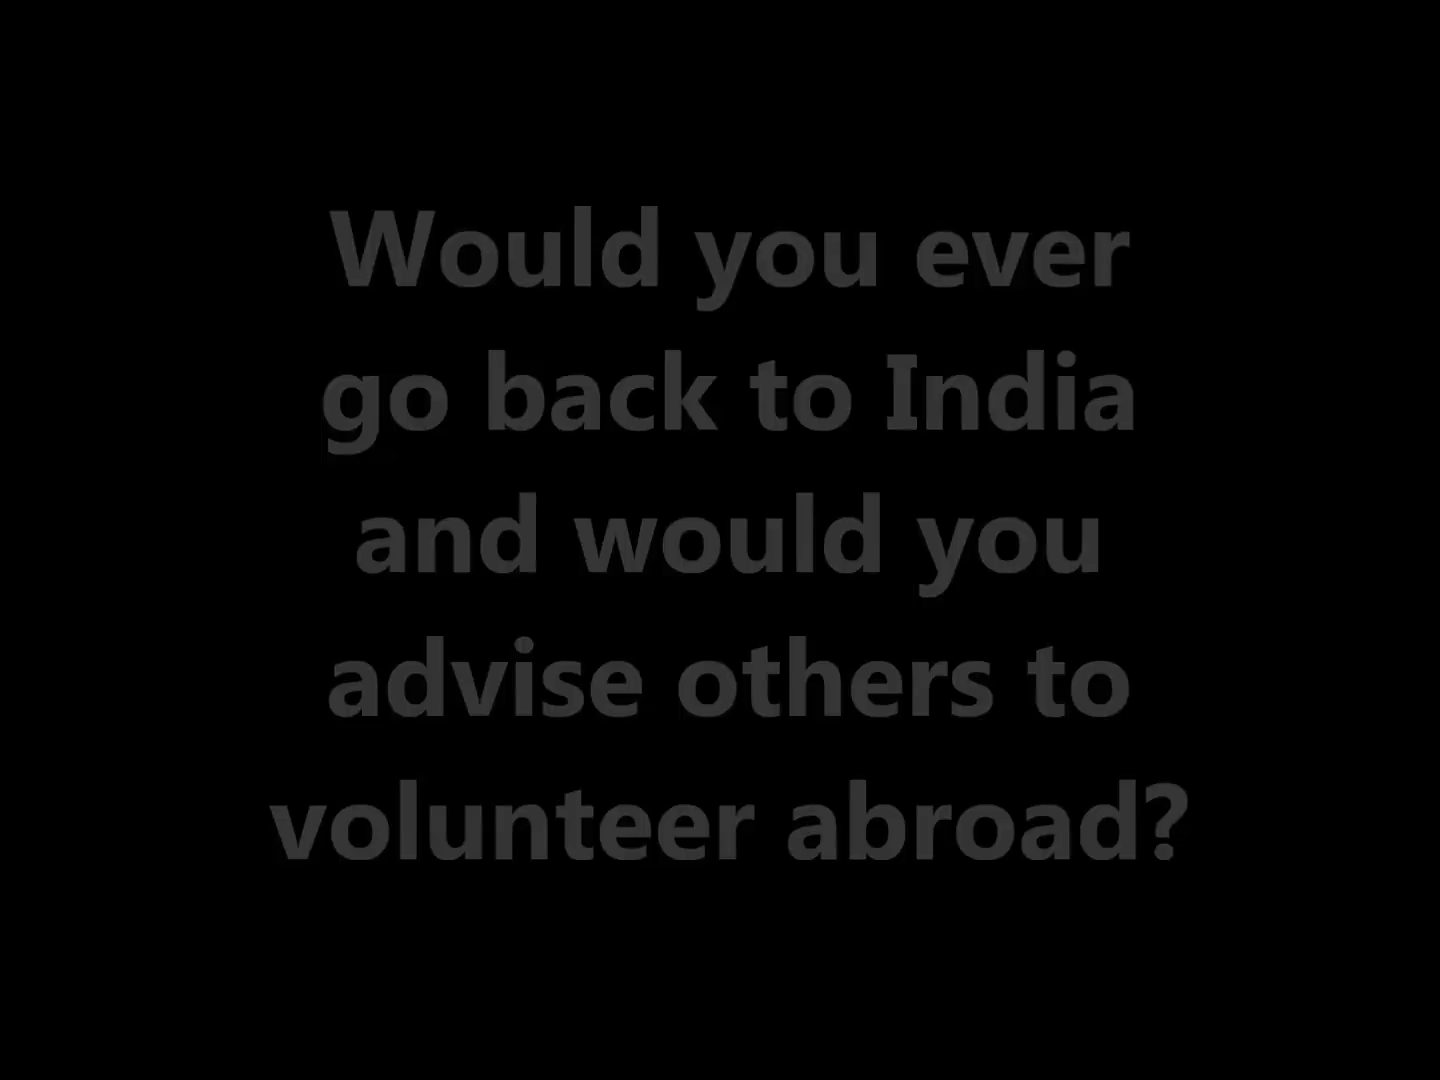 Would you ever
go back to India
and would you
advise others to
volunteer abroad?